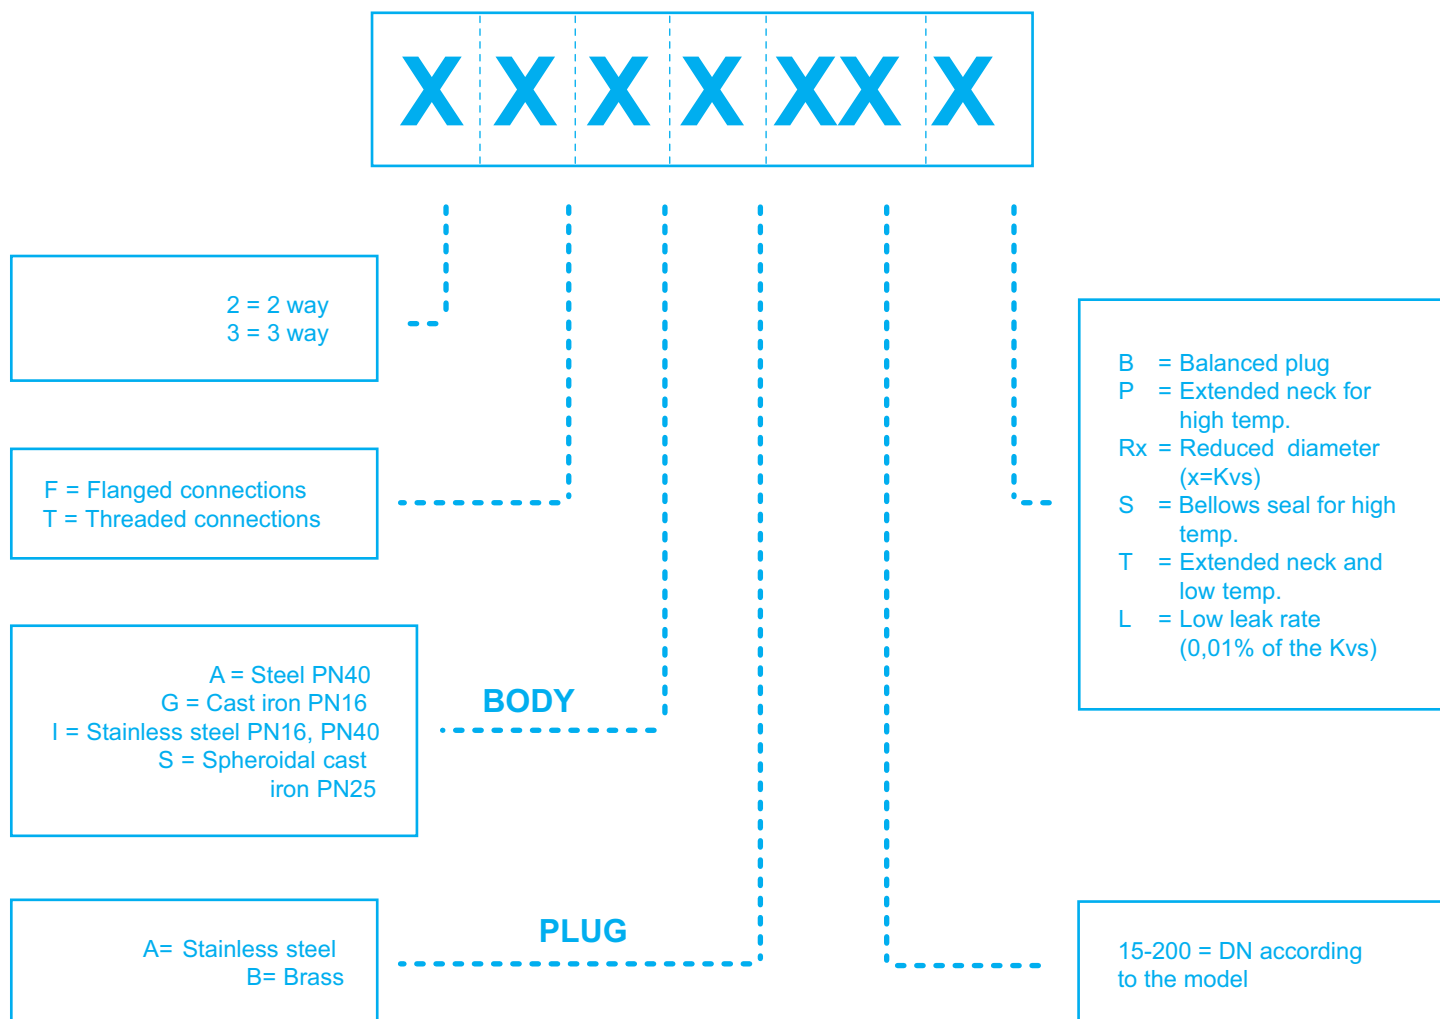 X X X X XX X
2 = 2 way
3 = 3 way
F = Flanged connections
T = Threaded connections
A = Steel PN40
G = Cast iron PN16
I = Stainless steel PN16, PN40
S = Spheroidal cast
iron PN25
BODY
A= Stainless steel
B= Brass
PLUG
B = Balanced plug
P = Extended neck for
high temp.
Rx = Reduced diameter
(x=Kvs)
S = Bellows seal for high
temp.
T = Extended neck and
low temp.
L = Low leak rate
(0,01% of the Kvs)
15-200 = DN according
to the model